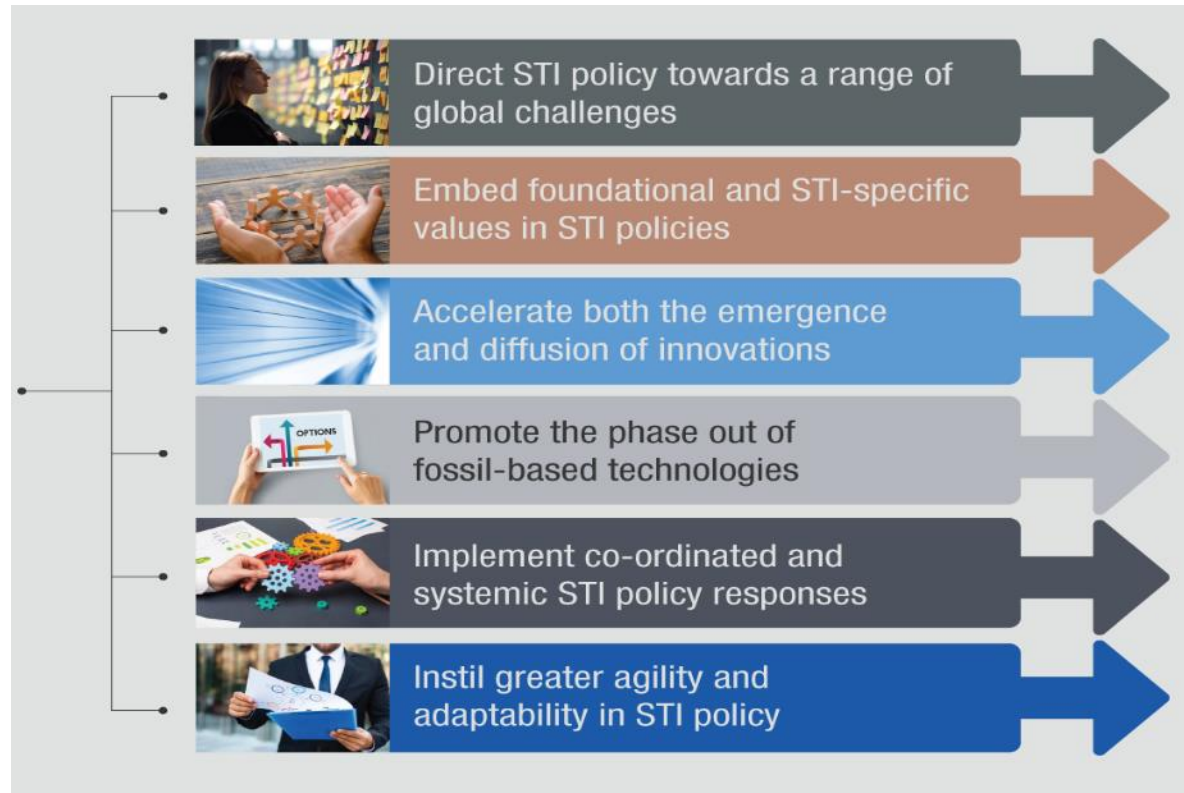 Direct STI policy towards a range of
global challenges
Embed foundational and STI-specific
values in STI policies
Accelerate both the emergence
and diffusion of innovations
OPTIONS
Promote the phase out of
fossil-based technologies
Implement co-ordinated and
systemic STI policy responses
Instil greater agility and
adaptability in STI policy